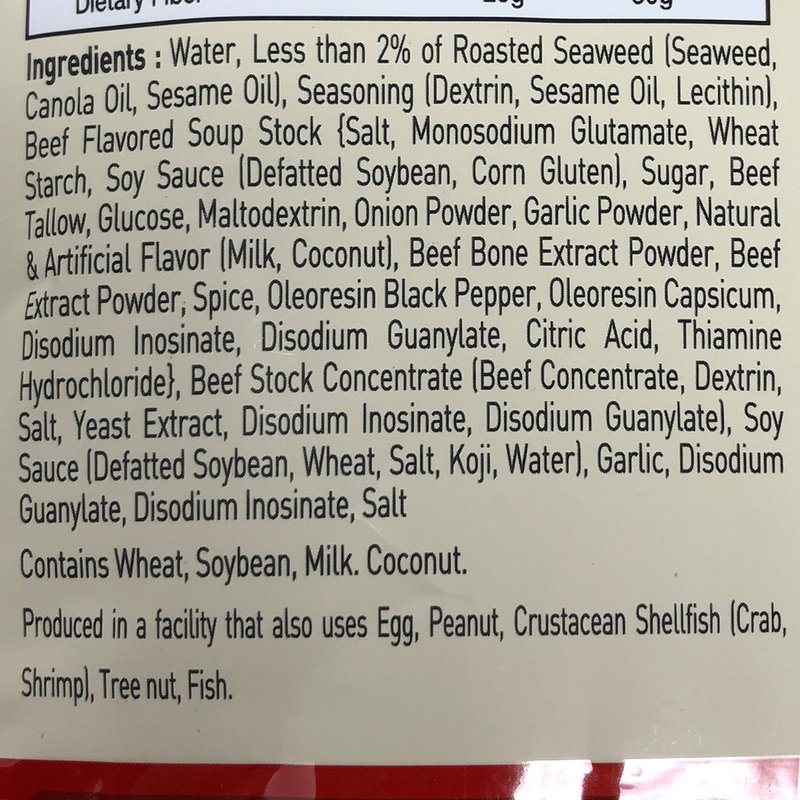 Dietary Fiber
Ingredients : Water, Less than 2% of Roasted Seaweed (Seaweed,
Canola Oil, Sesame Oil), Seasoning (Dextrin, Sesame Oil, Lecithin),
Beef Flavored Soup Stock {Salt, Monosodium Glutamate, Wheat
Starch, Soy Sauce (Defatted Soybean, Corn Gluten), Sugar, Beef
Tallow, Glucose, Maltodextrin, Onion Powder, Garlic Powder, Natural
& Artificial Flavor (Milk, Coconut), Beef Bone Extract Powder, Beef
Extract Powder, Spice, Oleoresin Black Pepper, Oleoresin Capsicum,
Disodium Inosinate, Disodium Guanylate, Citric Acid, Thiamine
Hydrochloride}, Beef Stock Concentrate (Beef Concentrate, Dextrin,
Salt, Yeast Extract, Disodium Inosinate, Disodium Guanylate), Soy
Sauce (Defatted Soybean, Wheat, Salt, Koji, Water), Garlic, Disodium
Guanylate, Disodium Inosinate, Salt
Contains Wheat, Soybean, Milk. Coconut.
Produced in a facility that also uses Egg, Peanut, Crustacean Shellfish (Crab,
Shrimp), Tree nut, Fish.